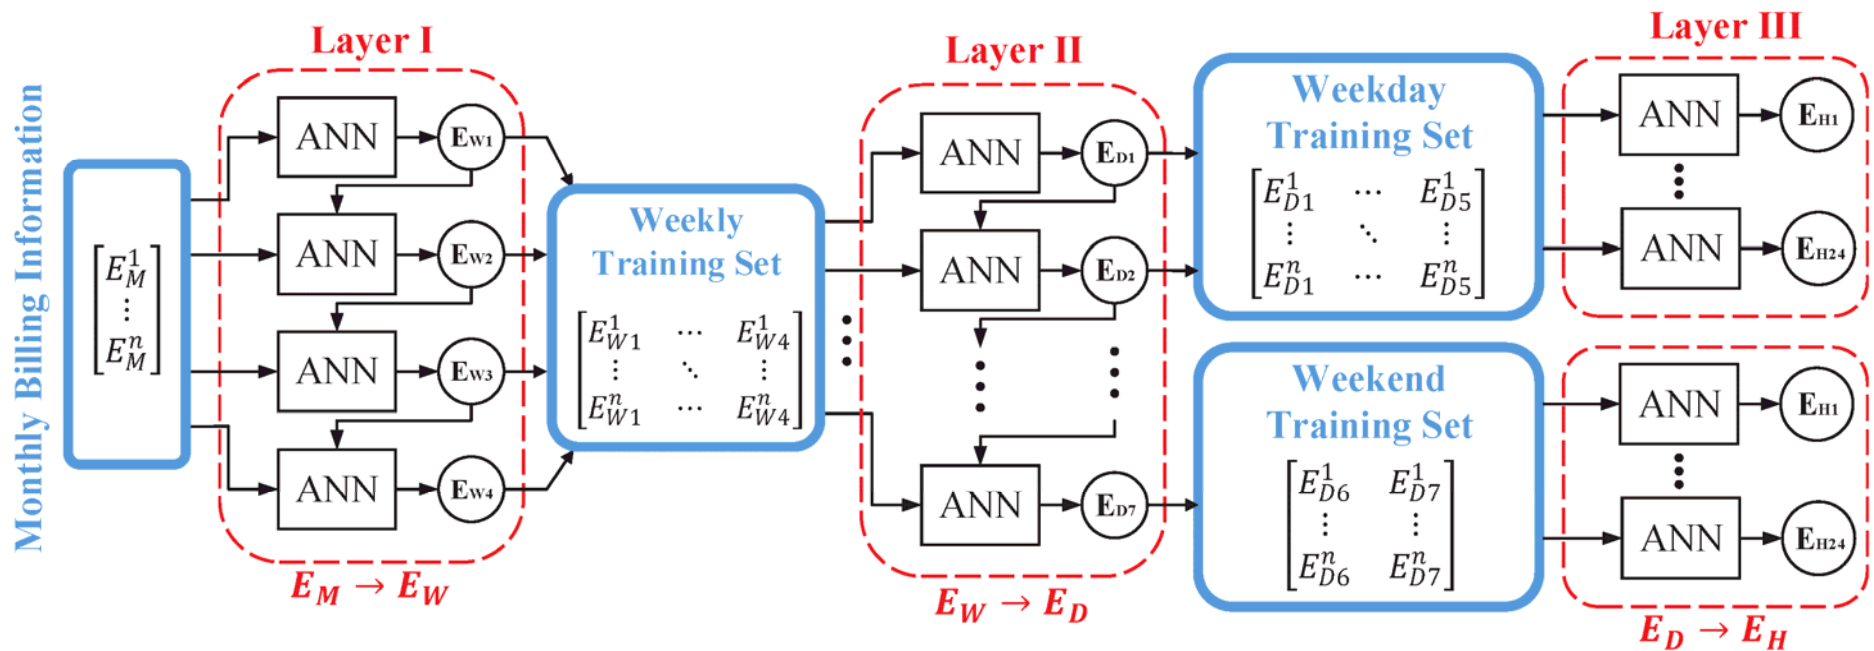 Monthly Billing Information
[E_M^1 ⋮ E_M^n]
Layer I
ANN
E_W1
ANN
E_W2
ANN
E_W3
ANN
E_W4
E_M → E_W
Weekly
Training Set
E_W1^1 ⋯ E_W4^1
⋮ ⋱ ⋮
E_W1^n ⋯ E_W4^n
Layer II
ANN
E_D1
ANN
E_D2
ANN
E_D7
E_W → E_D
Weekday
Training Set
E_D1^1 ⋯ E_D5^1
⋮ ⋱ ⋮
E_D1^n ⋯ E_D5^n
Weekend
Training Set
E_D6^1 E_D7^1
⋮ ⋮
E_D6^n E_D7^n
Layer III
ANN
E_H1
ANN
E_H24
ANN
E_H1
ANN
E_H24
E_D → E_H